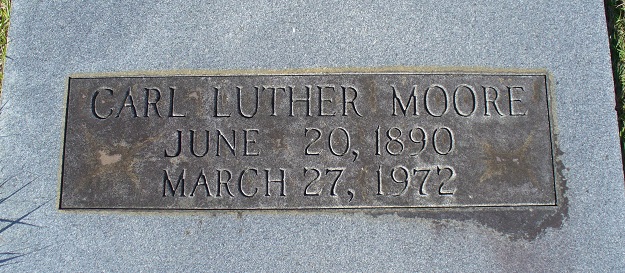 CARL LUTHER MOORE
JUNE 20, 1890
MARCH 27, 1972